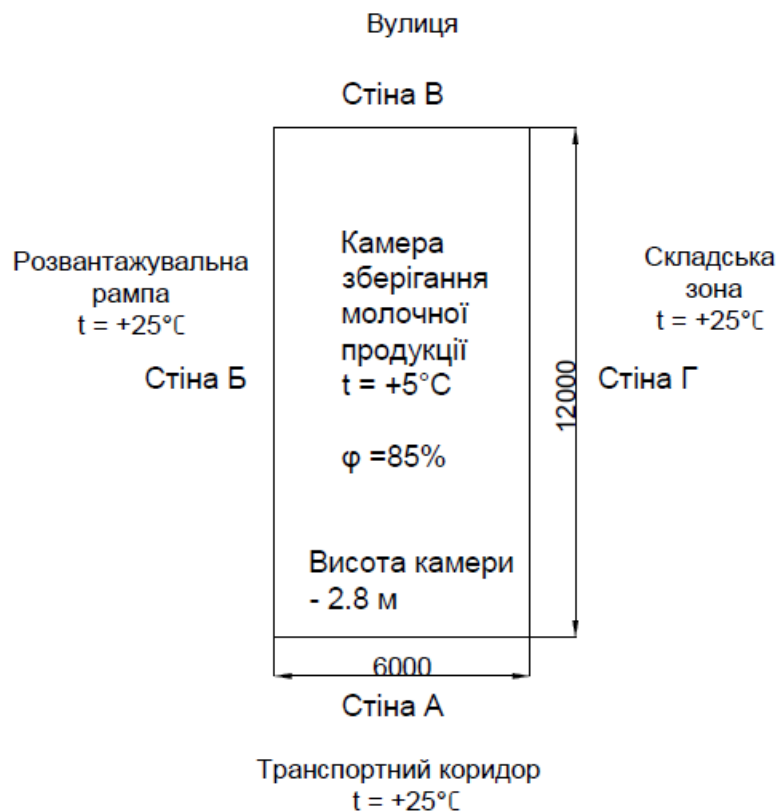 Вулиця
Стіна В
Розвантажувальна
рампа
t = +25°C
Стіна Б
Камера
зберігання
молочної
продукції
t = +5°C
φ =85%
Висота камери
- 2.8 м
Складська
зона
t = +25°C
Стіна Г
12000
6000
Стіна А
Транспортний коридор
t = +25°C